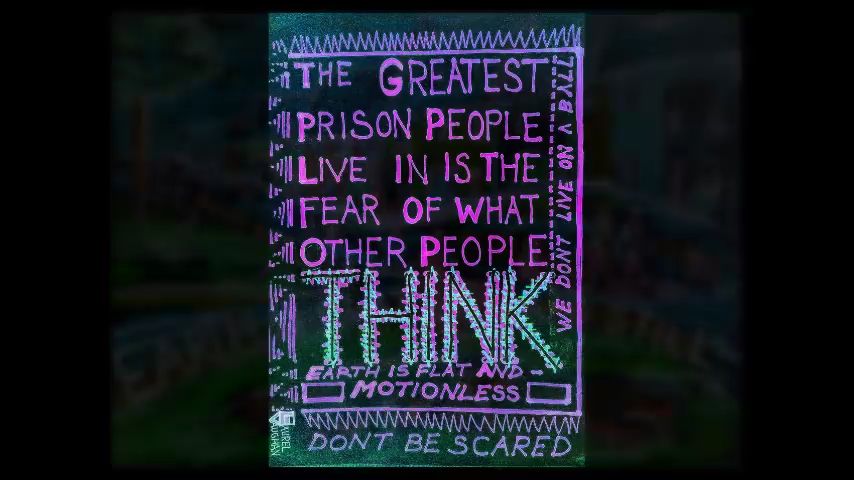 THE GREATEST
PRISON PEOPLE
LIVE IN IS THE
FEAR OF WHAT
OTHER PEOPLE
THINK
EARTH IS FLAT AND -
MOTIONLESS
DONT BE SCARED
WE DONT LIVE ON A BALL
LAUREL